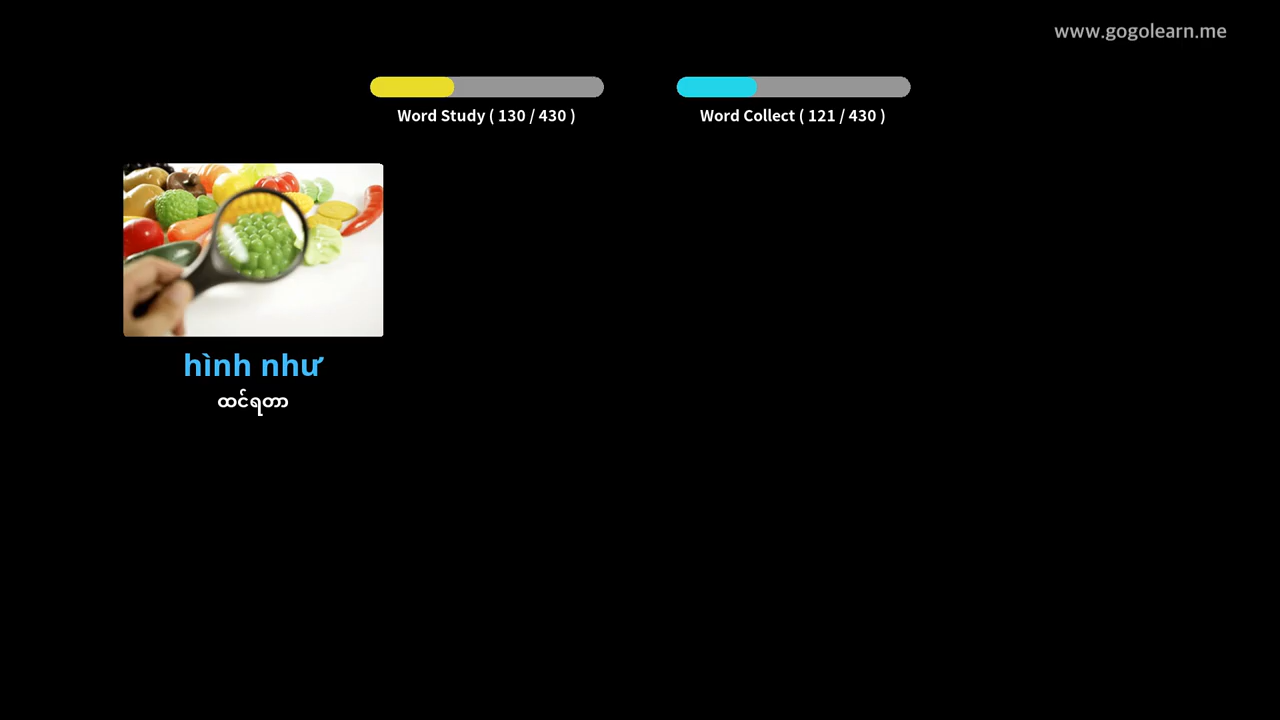 www.gogolearn.me
Word Study ( 130 / 430 )
Word Collect ( 121 / 430 )
hình như
ထင်ရတာ